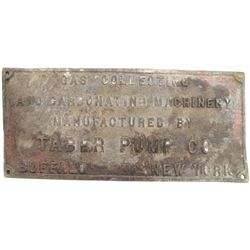 GAS COLLECTING
AND CARBONATING MACHINERY
MANUFACTURED BY
TABER PUMP CO
BUFFALO NEW YORK